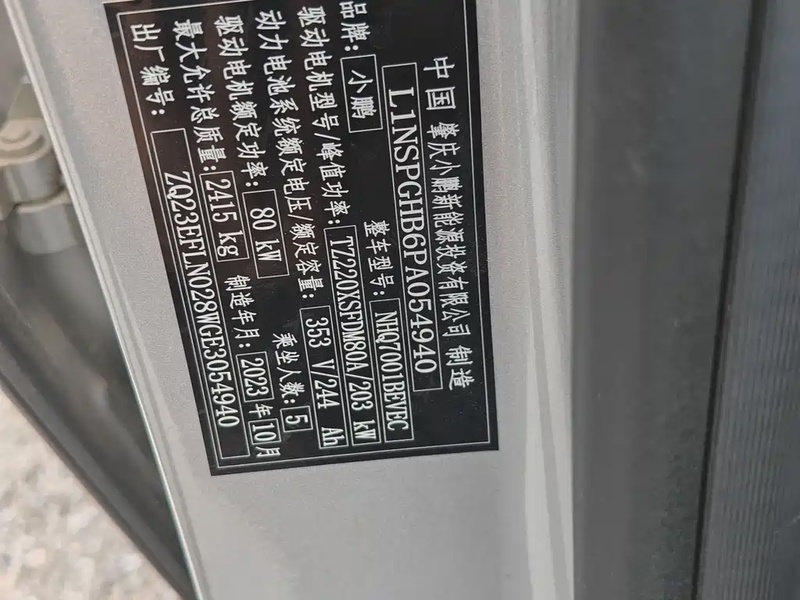 中国 肇庆小鹏新能源投资有限公司 制造
L1NSPGHB6PA054940
品牌: 小鹏 整车型号: NHQ7001BEVEC
驱动电机型号/峰值功率: TZ220XSFDM80A/203 kW
动力电池系统额定电压/额定容量: 353 V/244 Ah
驱动电机额定功率: 80 kW 乘坐人数: 5
最大允许总质量: 2415 kg 制造年月: 2023 年 10 月
出厂编号: ZQ23EFLN028WGE3054940